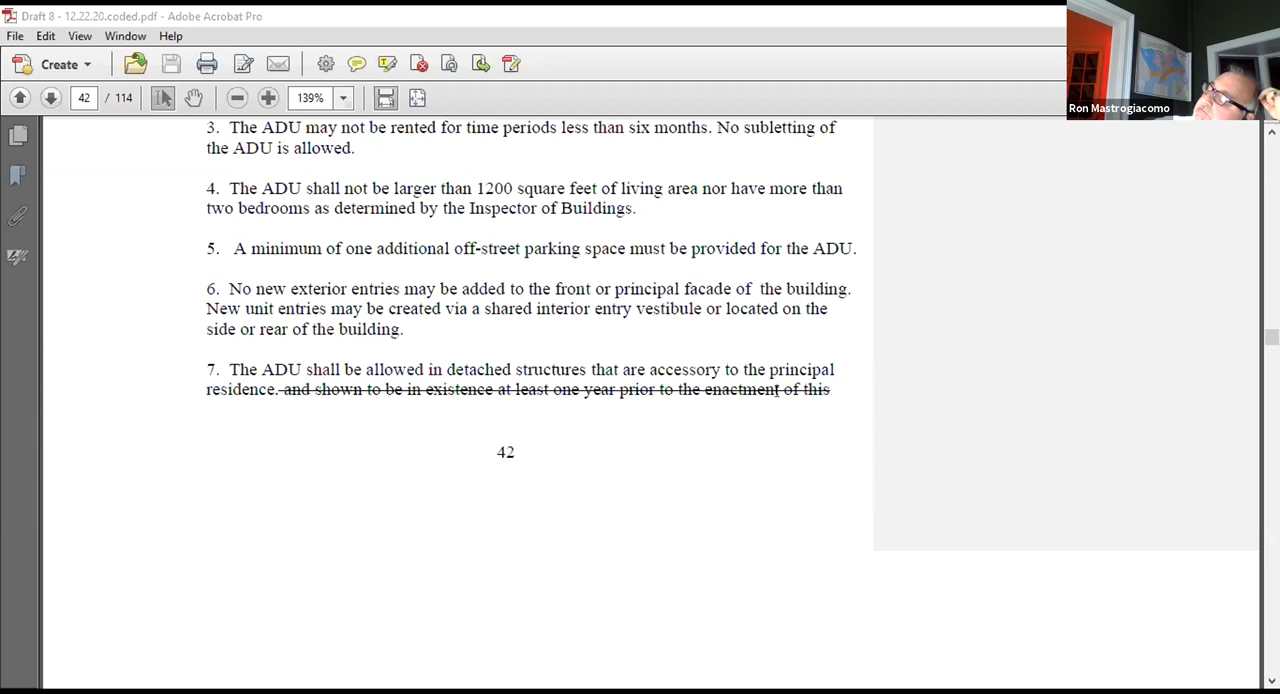 Draft 8 - 12.22.20.coded.pdf - Adobe Acrobat Pro
File Edit View Window Help
Create
42 / 114 139%
Ron Mastrogiacomo
3. The ADU may not be rented for time periods less than six months. No subletting of
the ADU is allowed.
4. The ADU shall not be larger than 1200 square feet of living area nor have more than
two bedrooms as determined by the Inspector of Buildings.
5. A minimum of one additional off-street parking space must be provided for the ADU.
6. No new exterior entries may be added to the front or principal facade of the building.
New unit entries may be created via a shared interior entry vestibule or located on the
side or rear of the building.
7. The ADU shall be allowed in detached structures that are accessory to the principal
residence. and shown to be in existence at least one year prior to the enactment of this
42